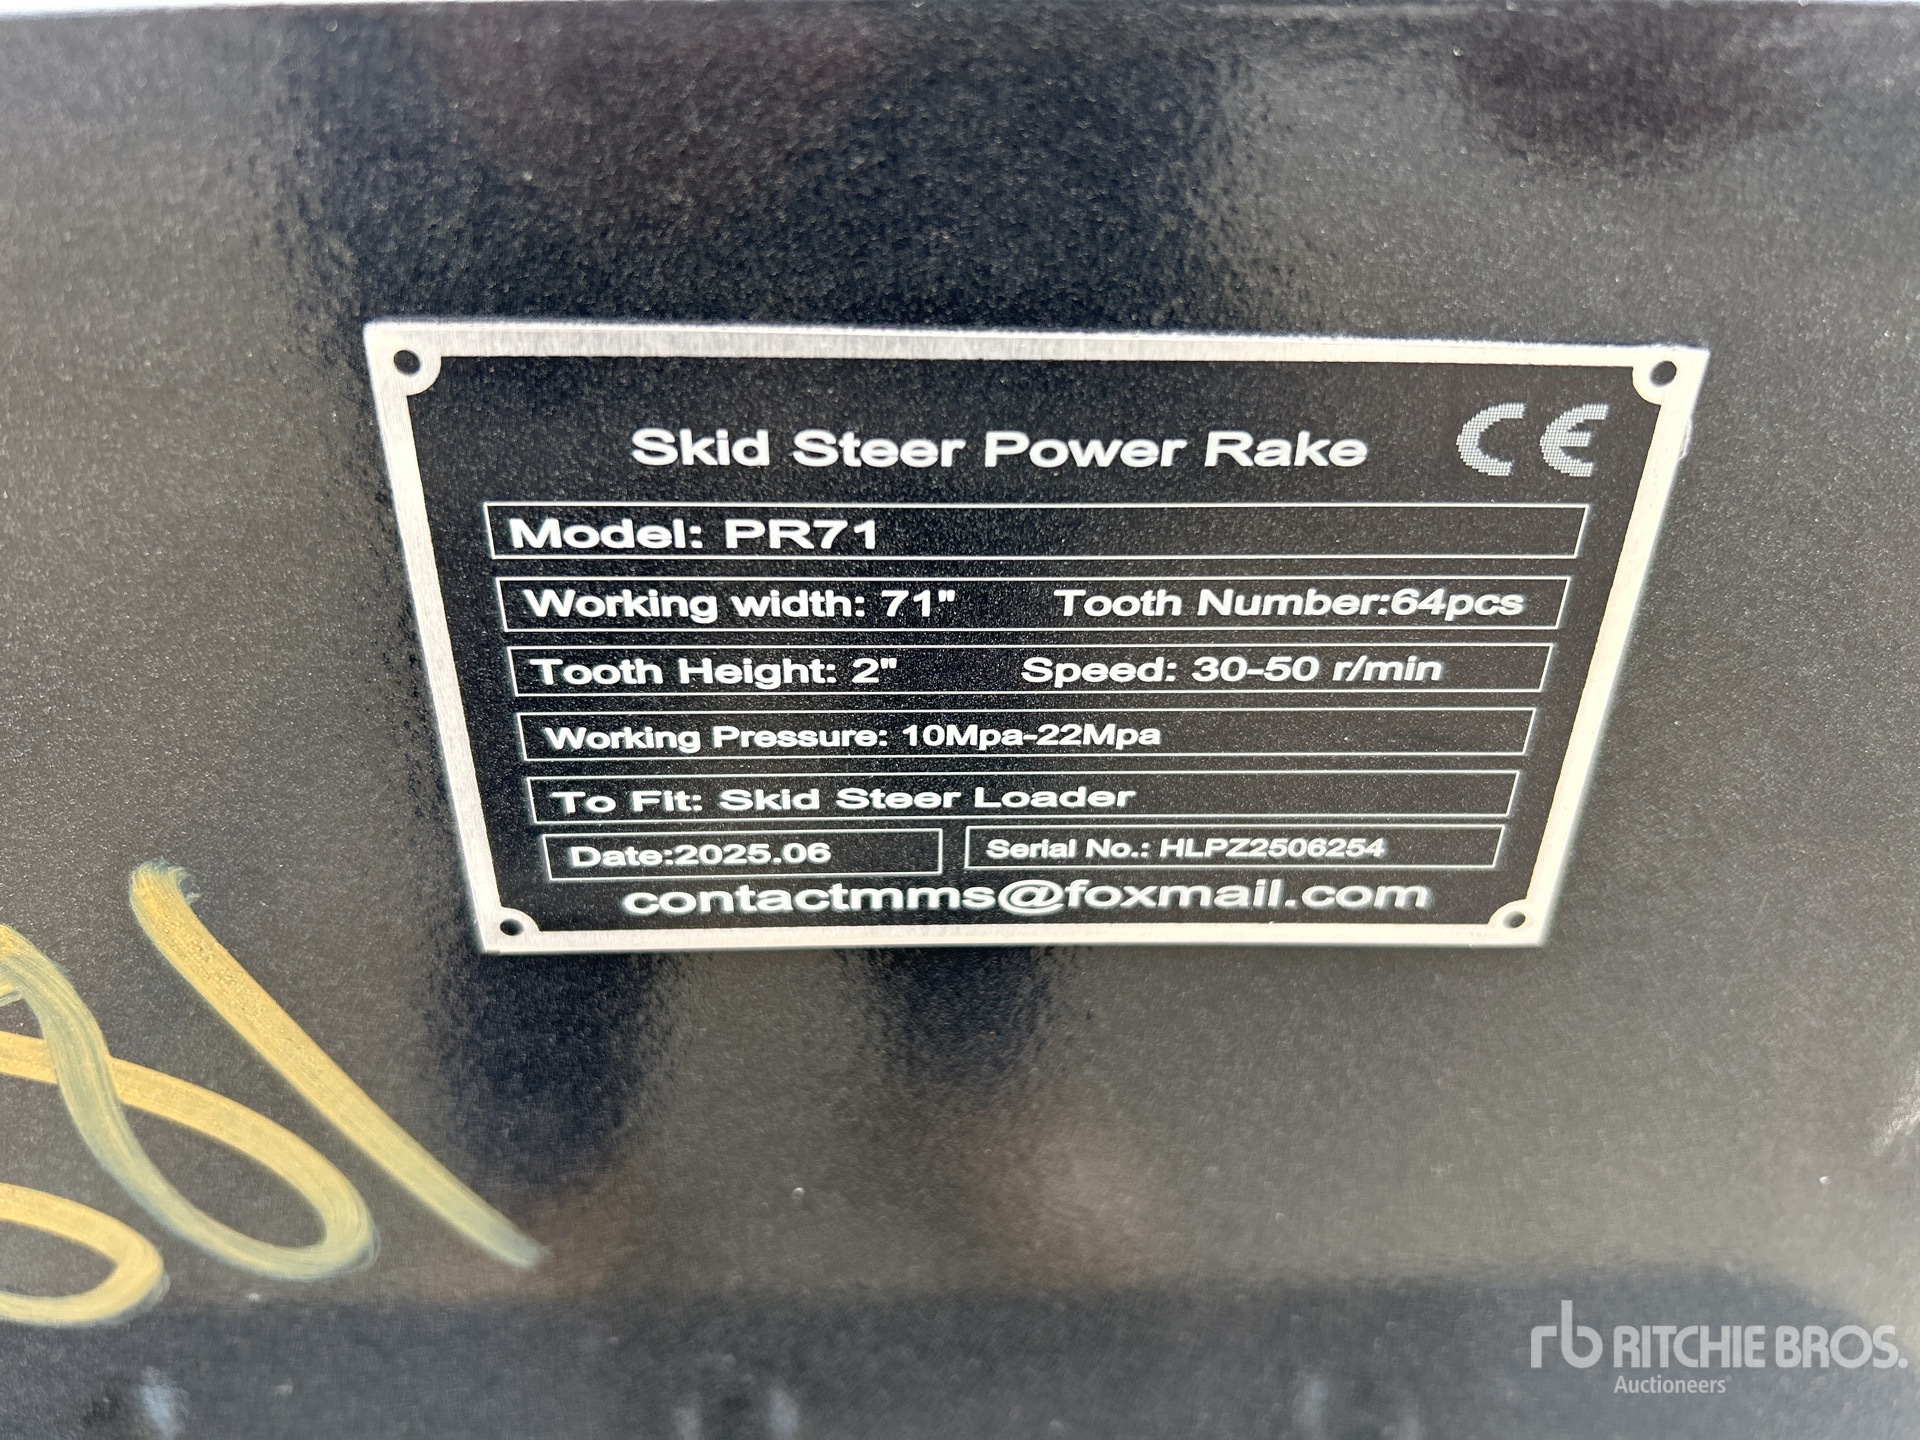 Skid Steer Power Rake CE
Model: PR71
Working width: 71" Tooth Number:64pcs
Tooth Height: 2" Speed: 30-50 r/min
Working Pressure: 10Mpa-22Mpa
To Fit: Skid Steer Loader
Date:2025.06 Serial No.: HLPZ2506254
contactmms@foxmail.com
rb RITCHIE BROS.
Auctioneers